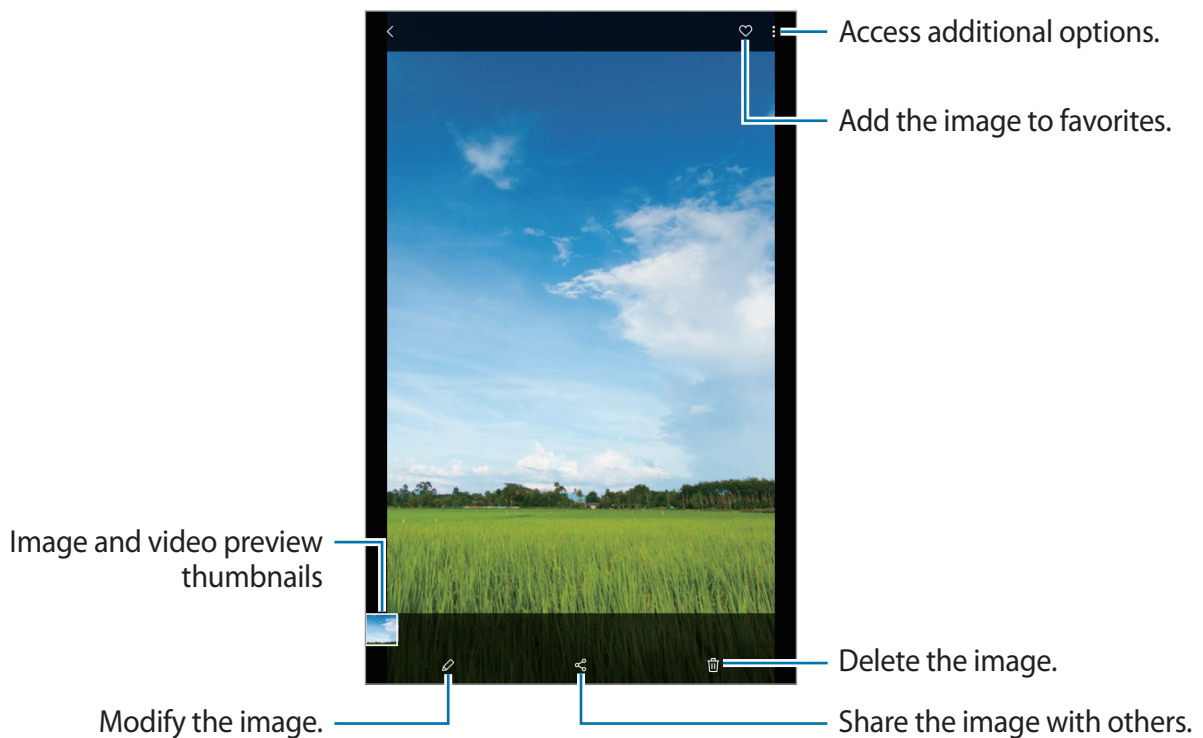 Access additional options.
Add the image to favorites.
Image and video preview
thumbnails
Delete the image.
Modify the image.
Share the image with others.